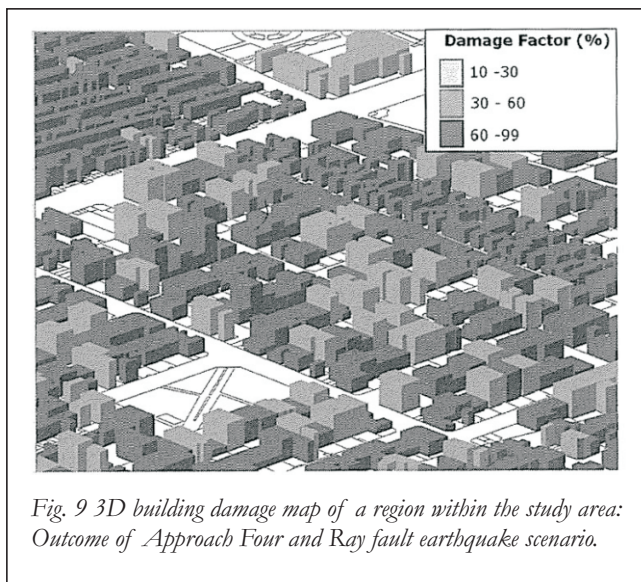 Damage Factor (%)
10 -30
30 - 60
60 -99
Fig. 9 3D building damage map of a region within the study area:
Outcome of Approach Four and Ray fault earthquake scenario.